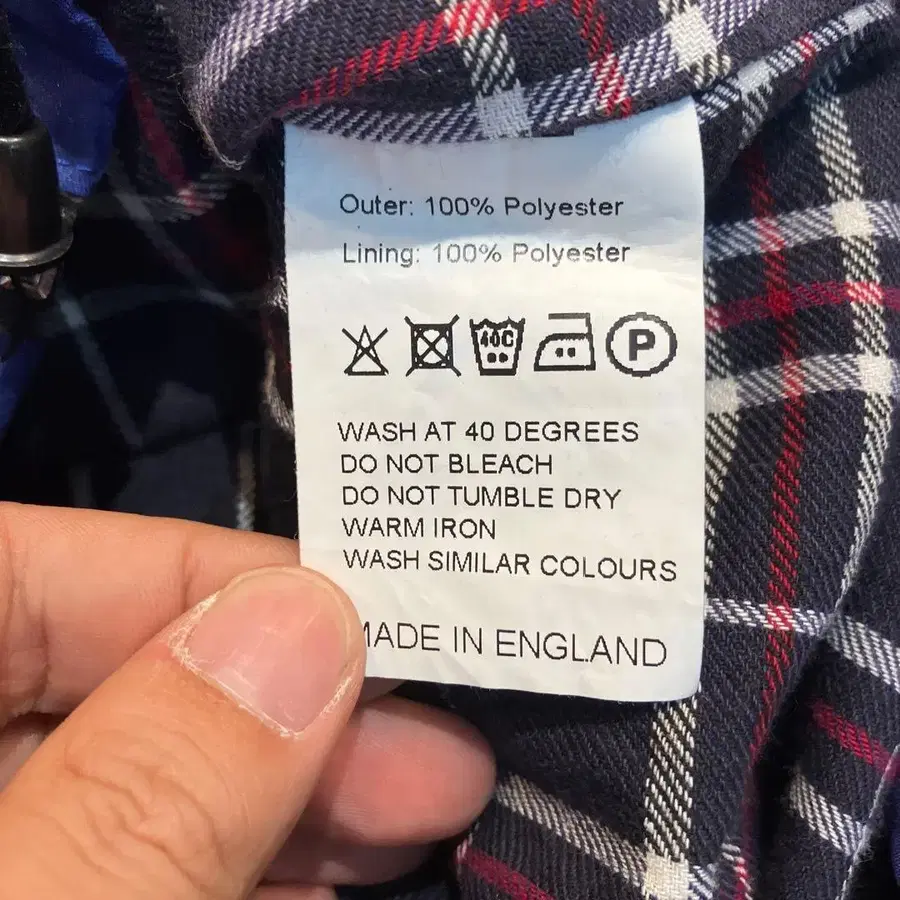 Outer: 100% Polyester
Lining: 100% Polyester
40C P
WASH AT 40 DEGREES
DO NOT BLEACH
DO NOT TUMBLE DRY
WARM IRON
WASH SIMILAR COLOURS
MADE IN ENGLAND